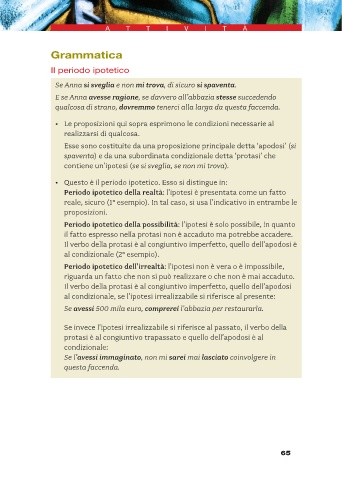 ATTIVITÀ
Grammatica
Il periodo ipotetico
Se Anna si sveglia e non mi trova, di sicuro si spaventa.
E se Anna avesse ragione, se davvero all'abbazia stesse succedendo
qualcosa di strano, dovremmo tenerci alla larga da questa faccenda.
• Le proposizioni qui sopra esprimono le condizioni necessarie al
realizzarsi di qualcosa.
Esse sono costituite da una proposizione principale detta 'apodosi' (si
spaventa) e da una subordinata condizionale detta 'protasi' che
contiene un'ipotesi (se si sveglia, se non mi trova).
• Questo è il periodo ipotetico. Esso si distingue in:
Periodo ipotetico della realtà: l'ipotesi è presentata come un fatto
reale, sicuro (1° esempio). In tal caso, si usa l'indicativo in entrambe le
proposizioni.
Periodo ipotetico della possibilità: l'ipotesi è solo possibile, in quanto
il fatto espresso nella protasi non è accaduto ma potrebbe accadere.
Il verbo della protasi è al congiuntivo imperfetto, quello dell'apodosi è
al condizionale (2° esempio).
Periodo ipotetico dell'irrealtà: l'ipotesi non è vera o è impossibile,
riguarda un fatto che non si può realizzare o che non è mai accaduto.
Il verbo della protasi è al congiuntivo imperfetto, quello dell'apodosi
al condizionale, se l'ipotesi irrealizzabile si riferisce al presente:
Se avessi 500 mila euro, comprerei l'abbazia per restaurarla.
Se invece l'ipotesi irrealizzabile si riferisce al passato, il verbo della
protasi è al congiuntivo trapassato e quello dell'apodosi è al
condizionale:
Se l'avessi immaginato, non mi sarei mai lasciato coinvolgere in
questa faccenda.
65